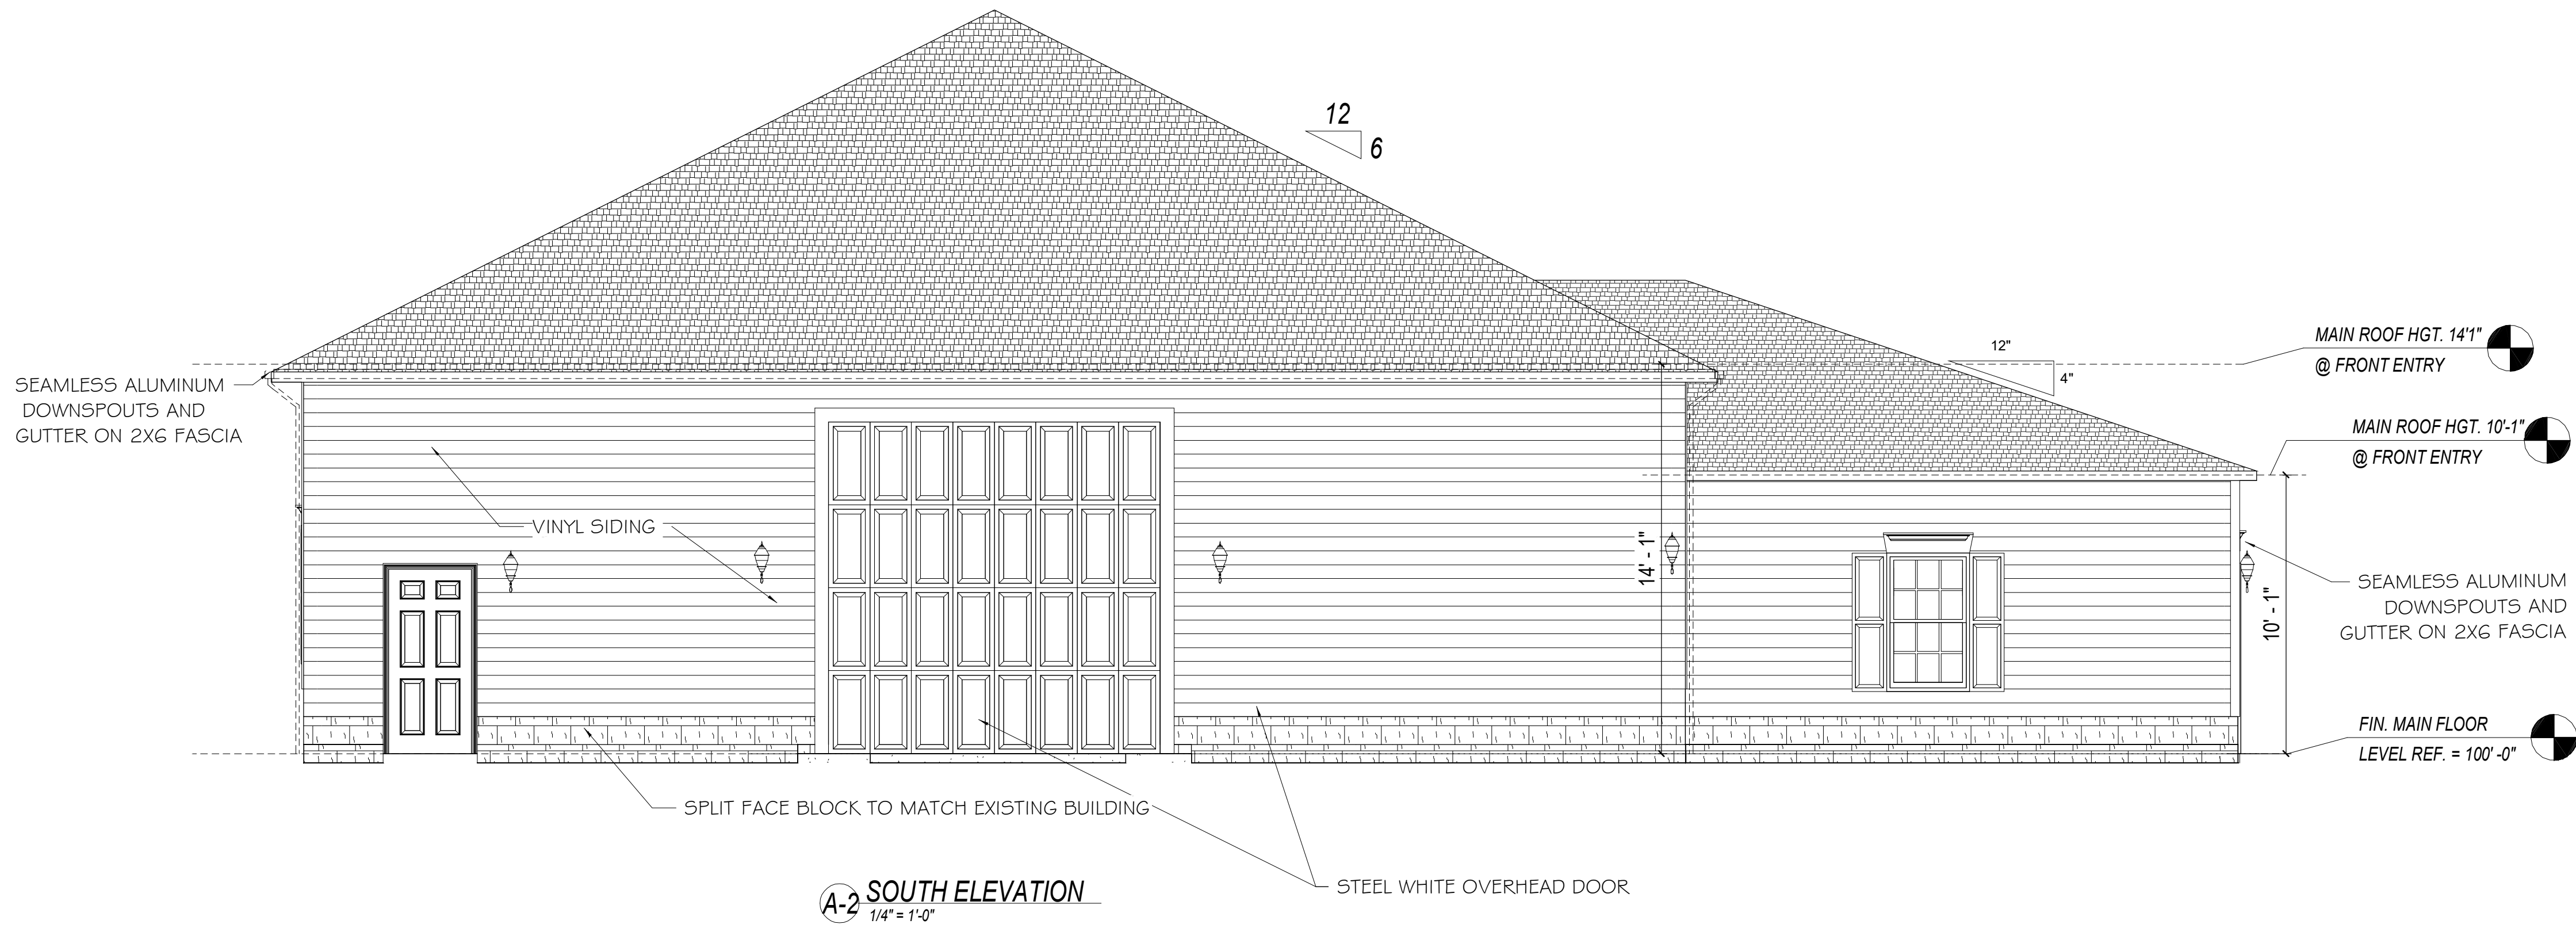 12
6
12"
4"
MAIN ROOF HGT. 14'1"
@ FRONT ENTRY
SEAMLESS ALUMINUM
DOWNSPOUTS AND
GUTTER ON 2X6 FASCIA
MAIN ROOF HGT. 10'-1"
@ FRONT ENTRY
VINYL SIDING
14' - 1"
10' - 1"
SEAMLESS ALUMINUM
DOWNSPOUTS AND
GUTTER ON 2X6 FASCIA
FIN. MAIN FLOOR
LEVEL REF. = 100' -0"
SPLIT FACE BLOCK TO MATCH EXISTING BUILDING
STEEL WHITE OVERHEAD DOOR
A-2 SOUTH ELEVATION
1/4" = 1'-0"